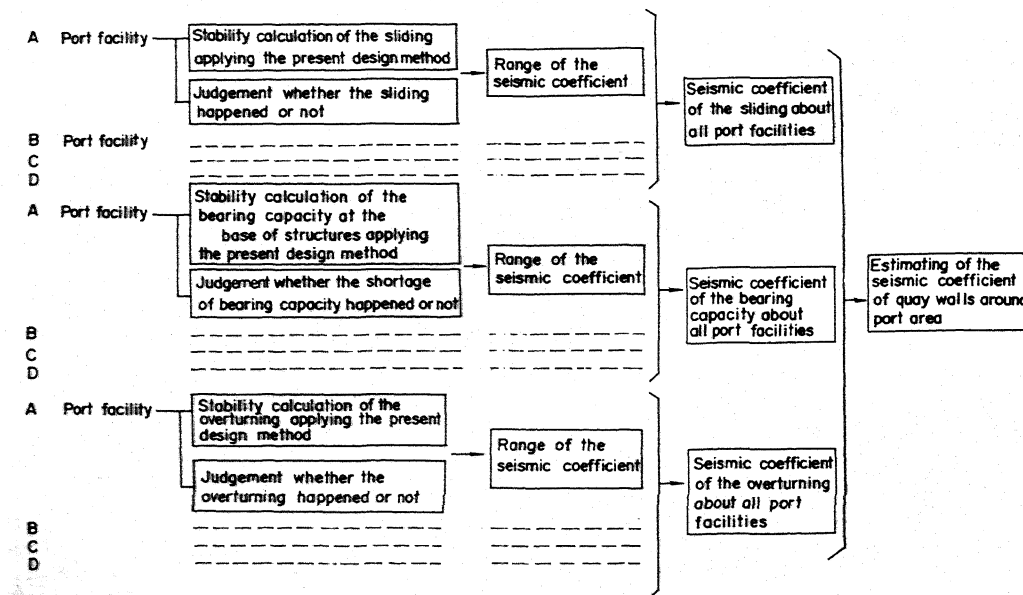 A Port facility
Stability calculation of the sliding
applying the present design method
Judgement whether the sliding
happened or not
Range of the
seismic coefficient
Seismic coefficient
of the sliding about
all port facilities
B Port facility
C
D
A Port facility
Stability calculation of the
bearing capacity at the
base of structures applying
the present design method
Judgement whether the shortage
of bearing capacity happened or not
Range of the
seismic coefficient
Seismic coefficient
of the bearing
capacity about
all port facilities
Estimating of the
seismic coefficient
of quay walls around
port area
B
C
D
A Port facility
Stability calculation of the
overturning applying the present
design method
Judgement whether the
overturning happened or not
Range of the
seismic coefficient
Seismic coefficient
of the overturning
about all port
facilities
B
C
D